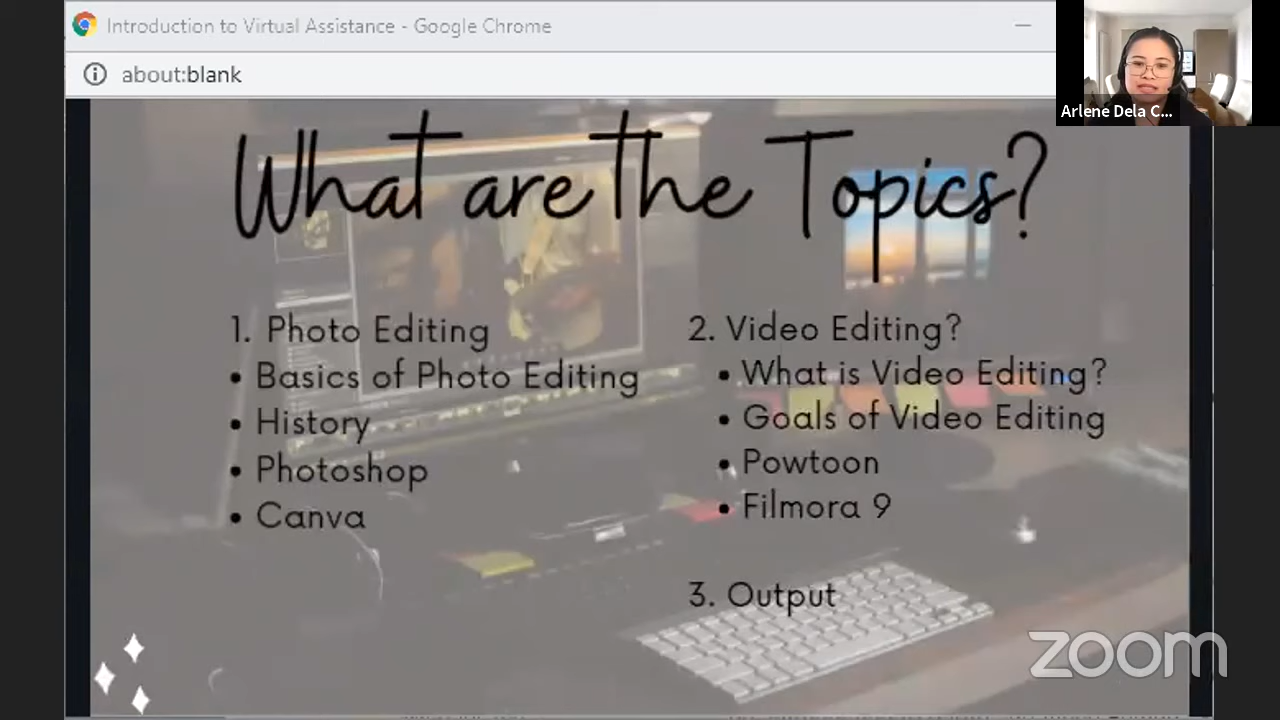 Introduction to Virtual Assistance - Google Chrome
about:blank
Arlene Dela C...
What are the Topics?
1. Photo Editing
• Basics of Photo Editing
• History
• Photoshop
• Canva
2. Video Editing?
• What is Video Editing?
• Goals of Video Editing
• Powtoon
• Filmora 9
3. Output
zoom